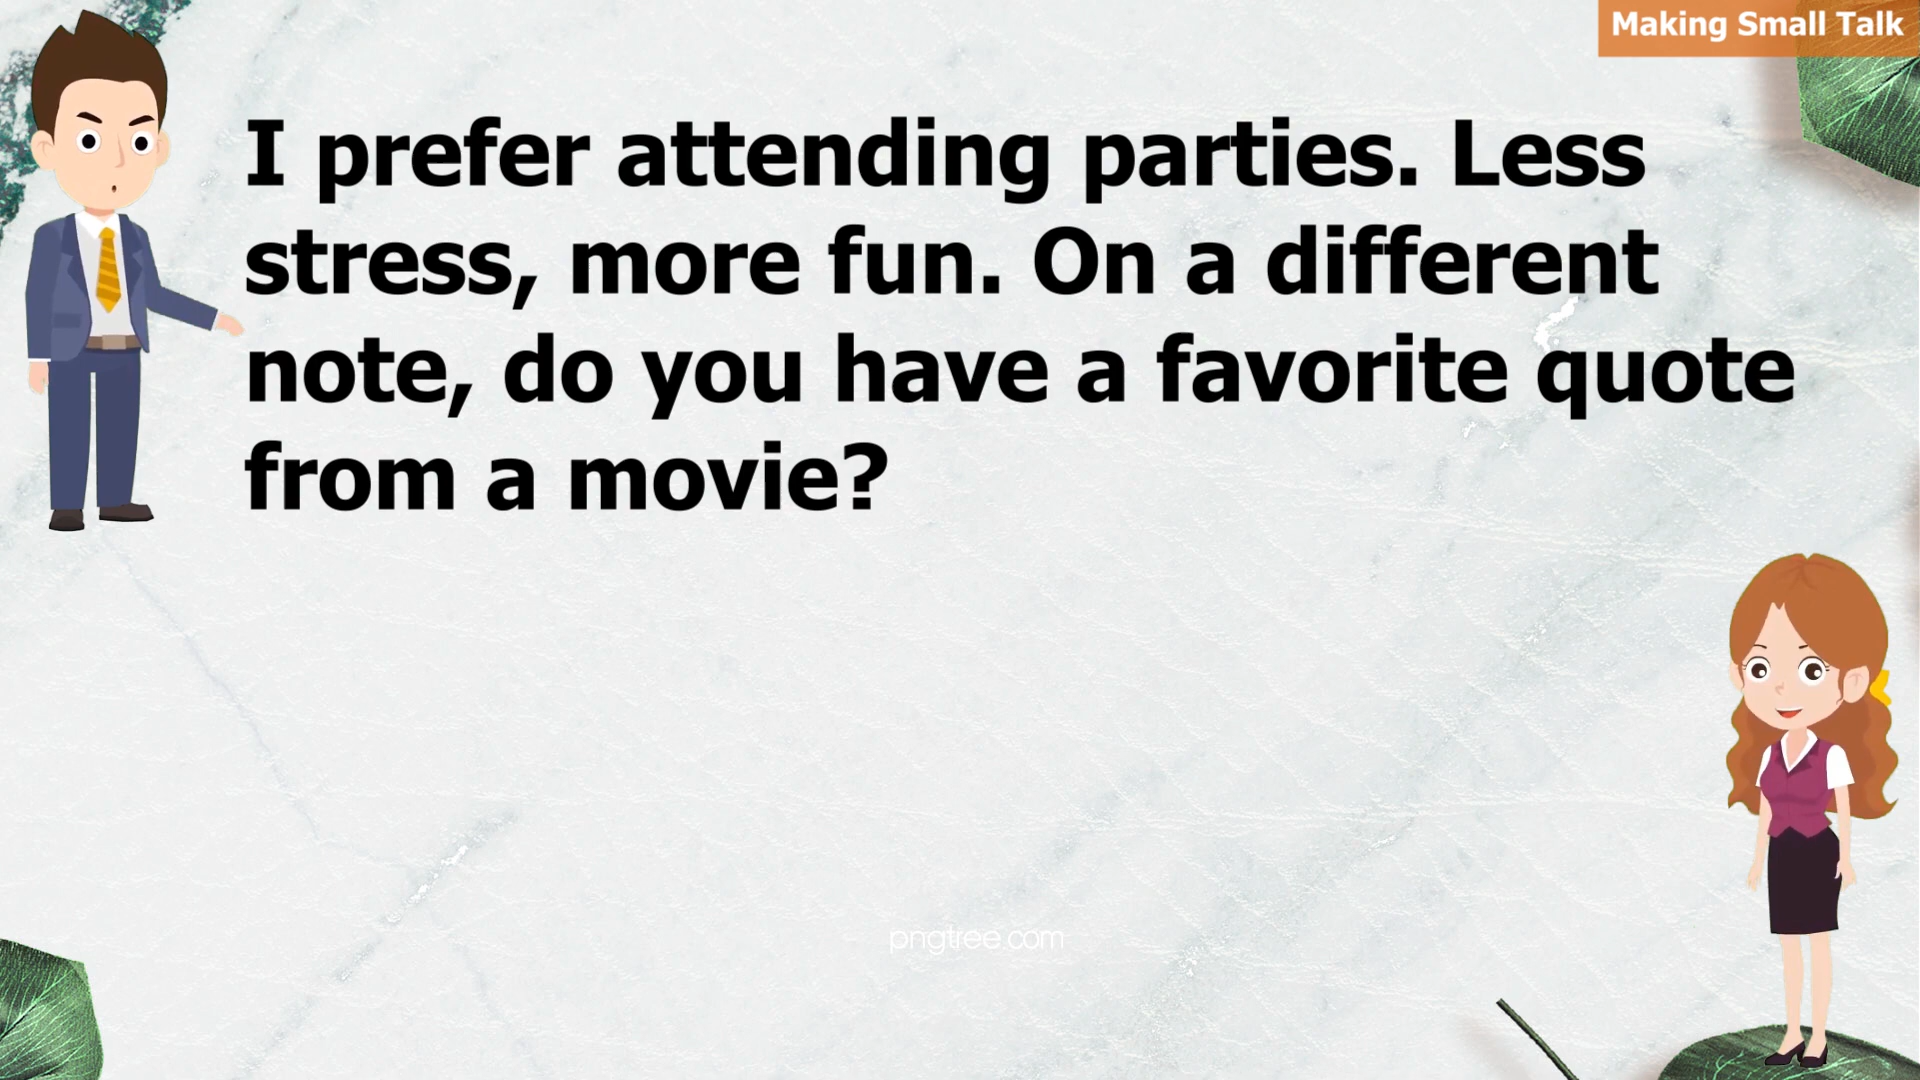 Making Small Talk
I prefer attending parties. Less
stress, more fun. On a different
note, do you have a favorite quote
from a movie?
pngtree.com